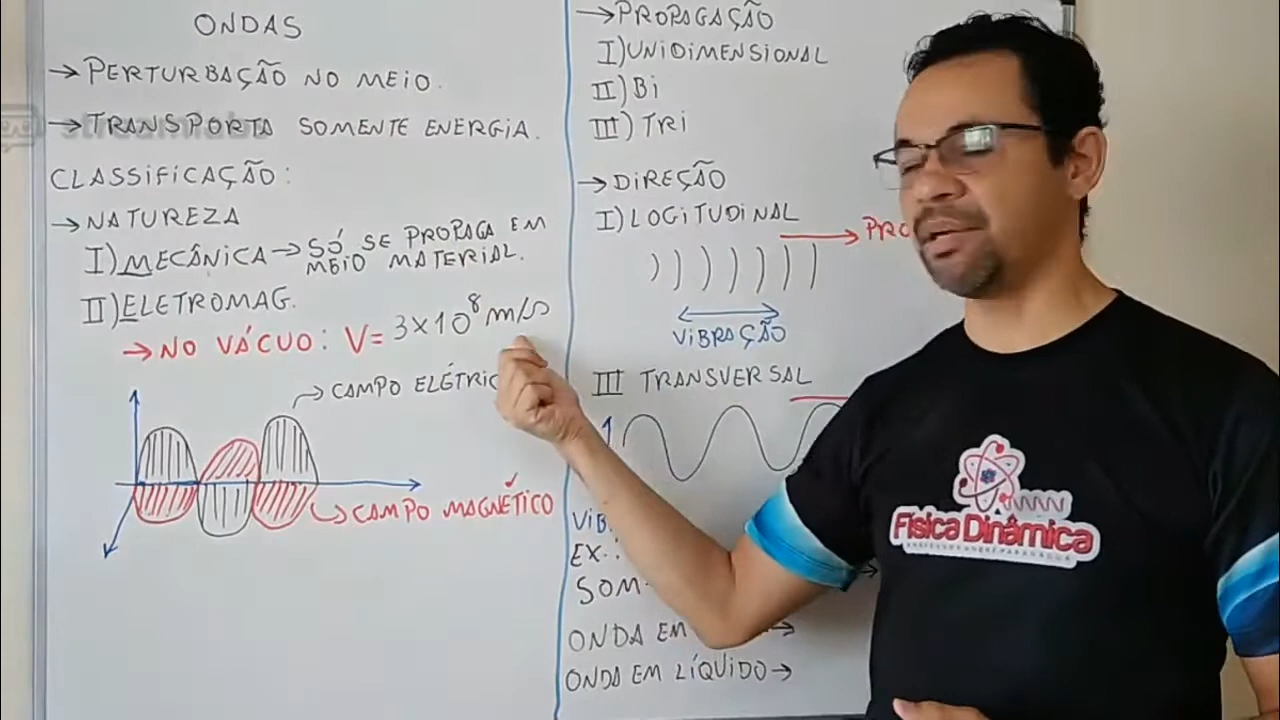 ONDAS
→ PERTURBAÇÃO NO MEIO.
→ TRANSPORTA SOMENTE ENERGIA.
CLASSIFICAÇÃO:
→ NATUREZA
I) MECÂNICA → SÓ SE PROPAGA EM
MEIO MATERIAL.
II) ELETROMAG.
→ NO VÁCUO: V= 3×10⁸ m/s
→ CAMPO ELÉTRIC
→ CAMPO MAGNÉTICO
→ PROPAGAÇÃO
I) UNIDIMENSIONAL
II) Bi
III) TRi
→ DIREÇÃO
I) LOGITUDINAL
PRO
VIBRAÇÃO
III TRANSVERSAL
ViB
EX..
SOM
ONDA EM
ONDA EM LÍQUIDO →
Física Dinâmica